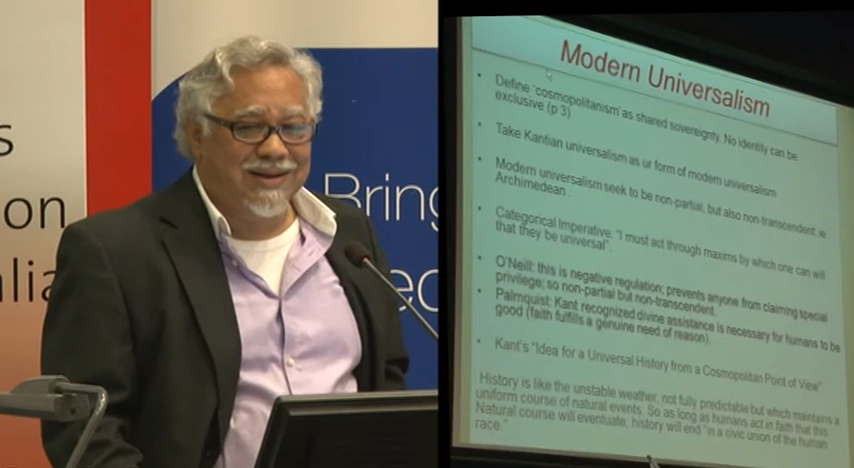 s
on
lia
Bring
ed
Modern Universalism
• Define 'cosmopolitanism' as shared sovereignty. No identity can be
exclusive (p 3)
• Take Kantian universalism as ur form of modern universalism
• Modern universalism seek to be non-partial, but also non-transcendent, ie
Archimedean.
• Categorical Imperative: "I must act through maxims by which one can will
that they be universal".
• O'Neill: this is negative regulation; prevents anyone from claiming special
privilege; so non-partial but non-transcendent.
• Palmquist: Kant recognized divine assistance is necessary for humans to be
good (faith fulfills a genuine need of reason).
• Kant's "Idea for a Universal History from a Cosmopolitan Point of View"
History is like the unstable weather, not fully predictable but which maintains a
uniform course of natural events. So as long as humans act in faith that this
Natural course will eventuate, history will end "in a civic union of the human
race."